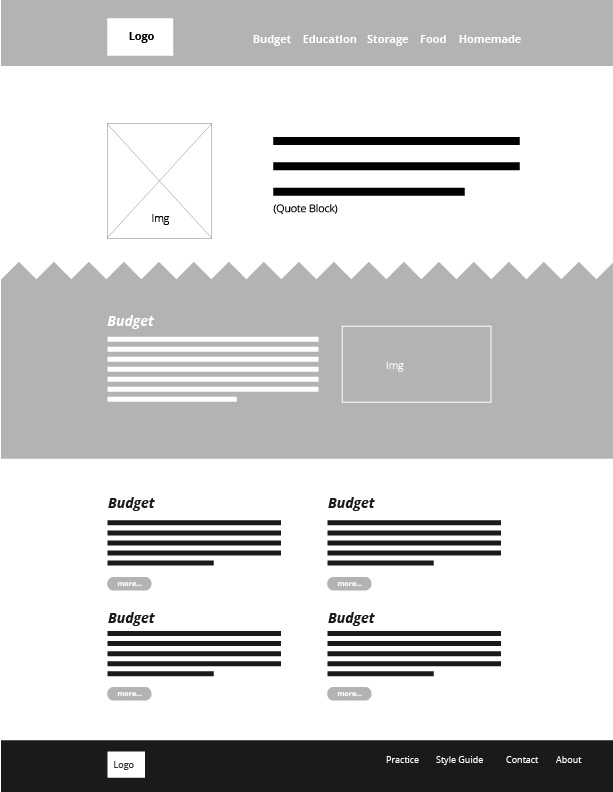 Logo
Budget Education Storage Food Homemade
Img
(Quote Block)
Budget
Img
Budget Budget
more... more...
Budget Budget
more... more...
Logo
Practice Style Guide Contact About